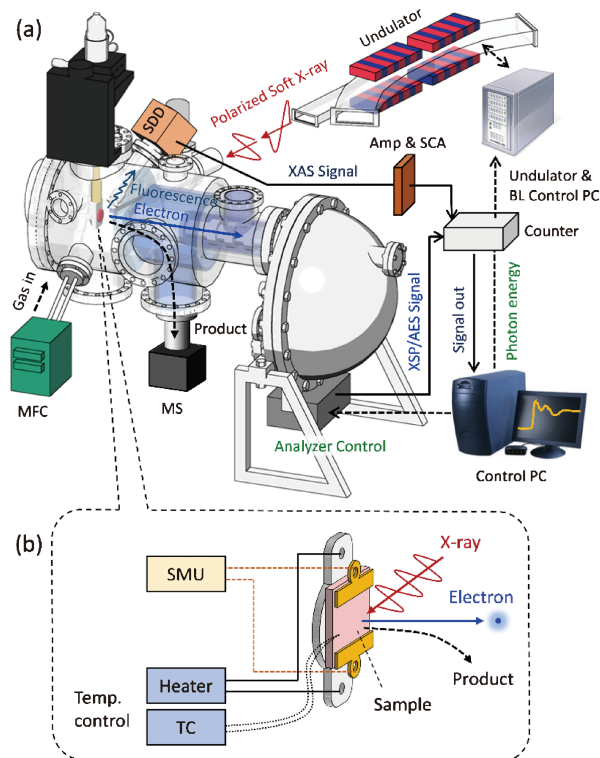 (a)
Undulator
Polarized Soft X-ray
SDD
Amp & SCA
XAS Signal
Undulator &
BL Control PC
Fluorescence
Electron
Counter
Gas in
Product
XSP/AES Signal
Signal out
Photon energy
MFC
MS
Analyzer Control
Control PC
(b)
X-ray
SMU
Electron
Product
Heater
Sample
Temp.
control
TC